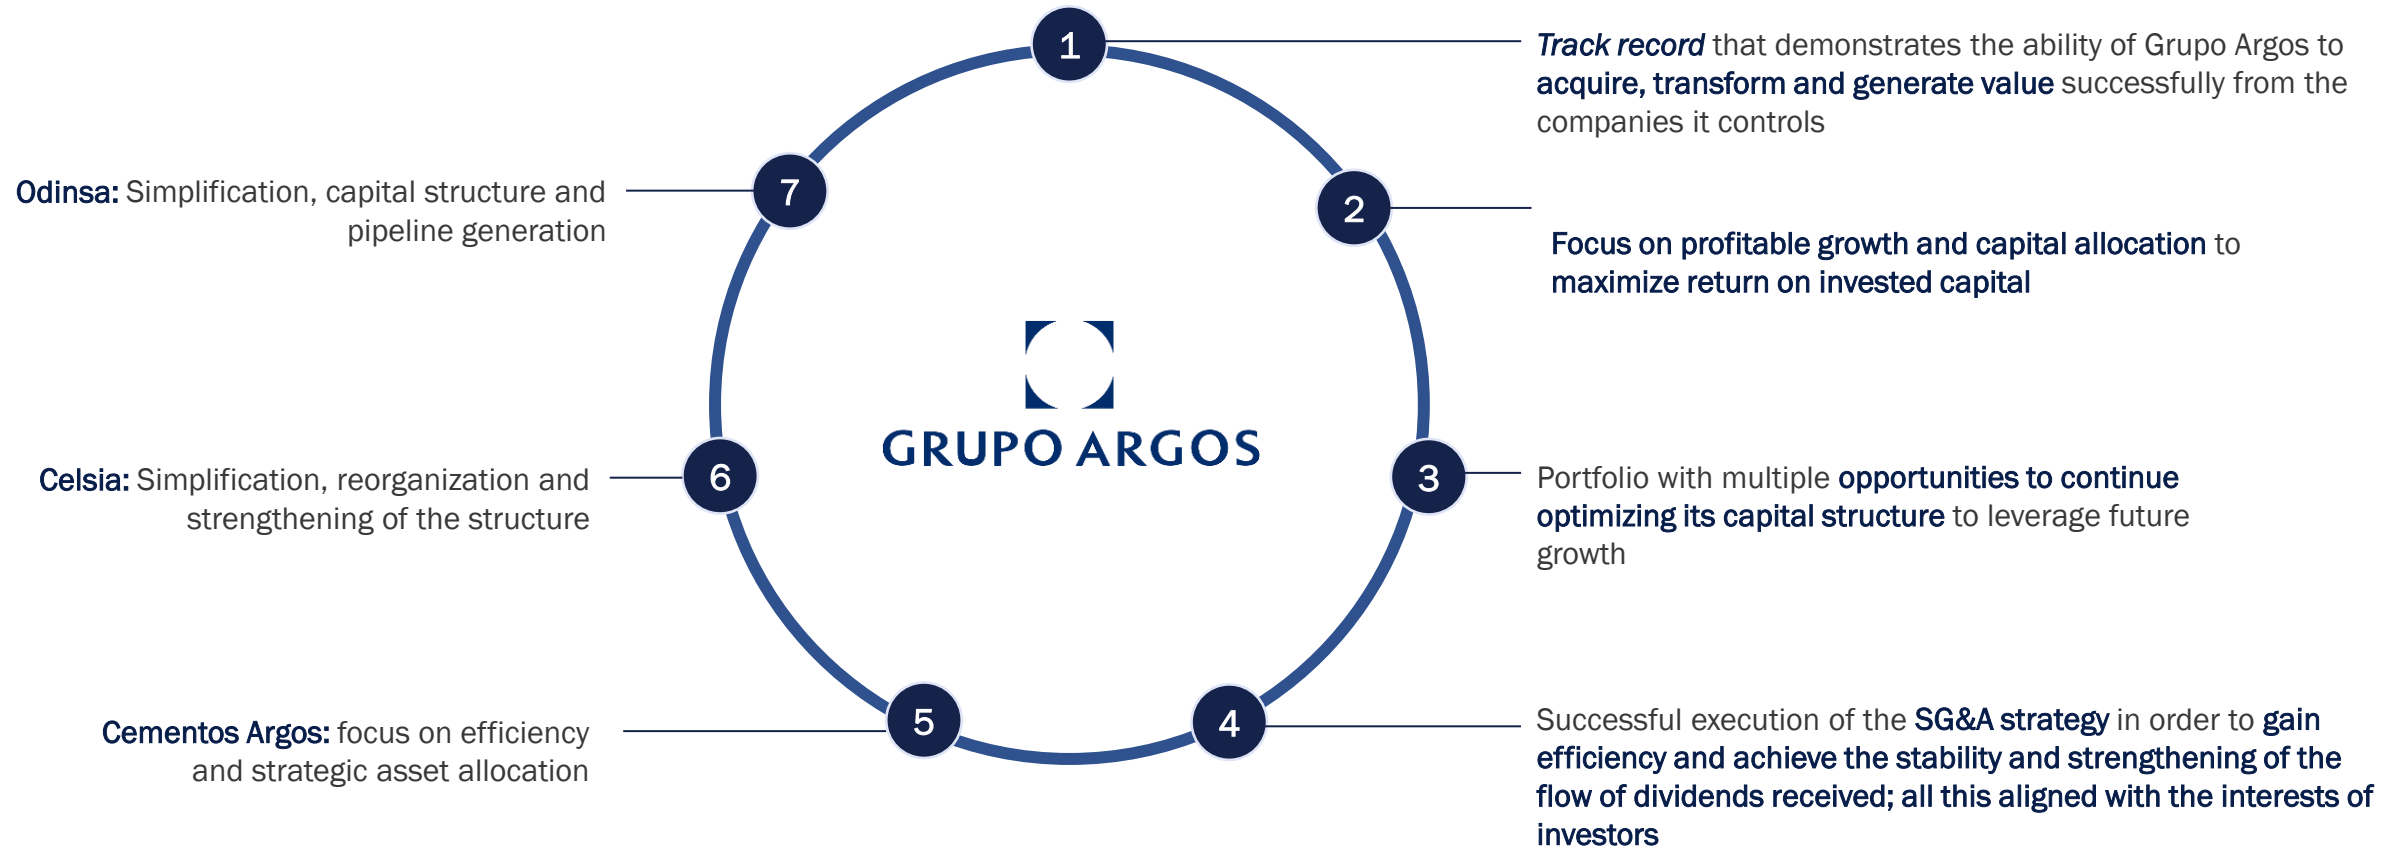 1
Track record that demonstrates the ability of Grupo Argos to
acquire, transform and generate value successfully from the
companies it controls
2
Focus on profitable growth and capital allocation to
maximize return on invested capital
3
Portfolio with multiple opportunities to continue
optimizing its capital structure to leverage future
growth
4
Successful execution of the SG&A strategy in order to gain
efficiency and achieve the stability and strengthening of the
flow of dividends received; all this aligned with the interests of
investors
5
Cementos Argos: focus on efficiency
and strategic asset allocation
6
Celsia: Simplification, reorganization and
strengthening of the structure
7
Odinsa: Simplification, capital structure and
pipeline generation
GRUPO ARGOS